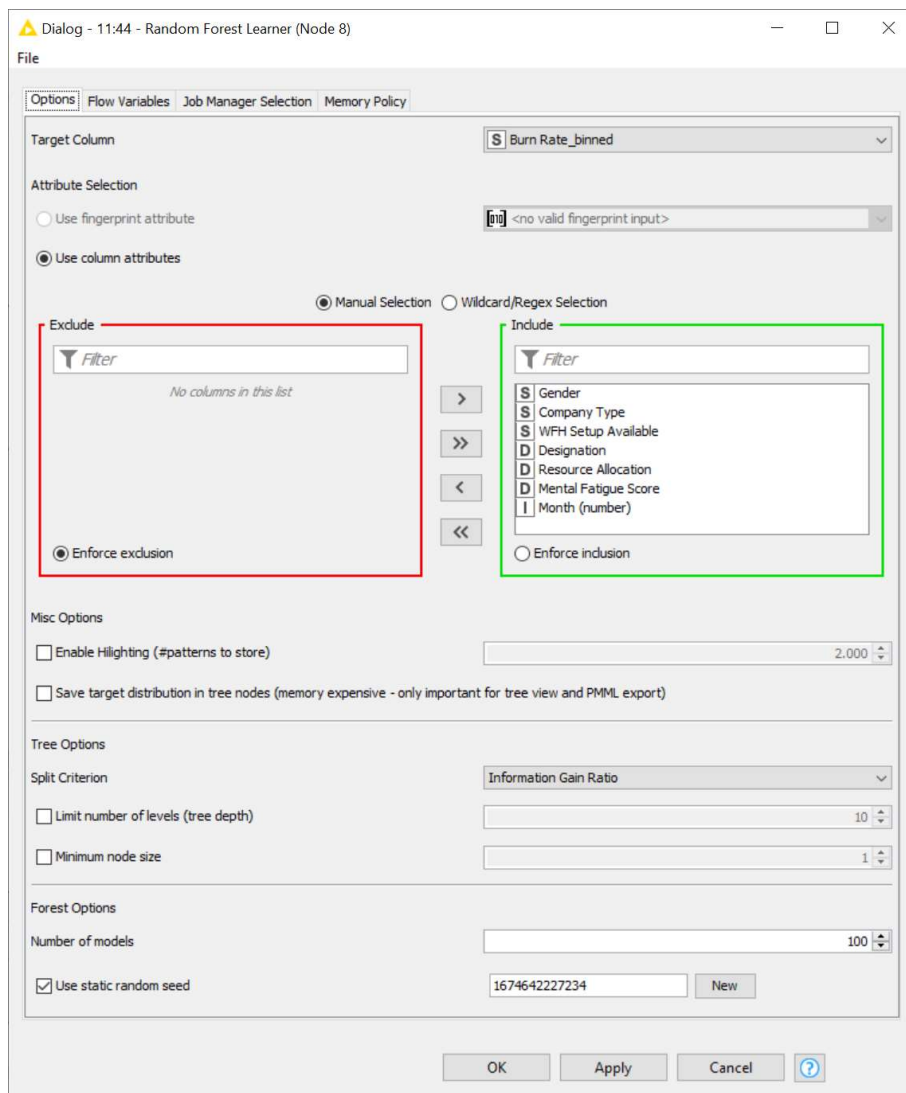 Dialog - 11:44 - Random Forest Learner (Node 8)
File
Options Flow Variables Job Manager Selection Memory Policy
Target Column S Burn Rate_binned
Attribute Selection
Use fingerprint attribute [010] <no valid fingerprint input>
Use column attributes
Manual Selection Wildcard/Regex Selection
Exclude Include
Filter Filter
No columns in this list
S Gender
S Company Type
S WFH Setup Available
D Designation
D Resource Allocation
D Mental Fatigue Score
I Month (number)
> 
>>
<
<<
Enforce exclusion Enforce inclusion
Misc Options
Enable Hilighting (#patterns to store) 2.000
Save target distribution in tree nodes (memory expensive - only important for tree view and PMML export)
Tree Options
Split Criterion Information Gain Ratio
Limit number of levels (tree depth) 10
Minimum node size 1
Forest Options
Number of models 100
Use static random seed 1674642227234 New
OK Apply Cancel ?